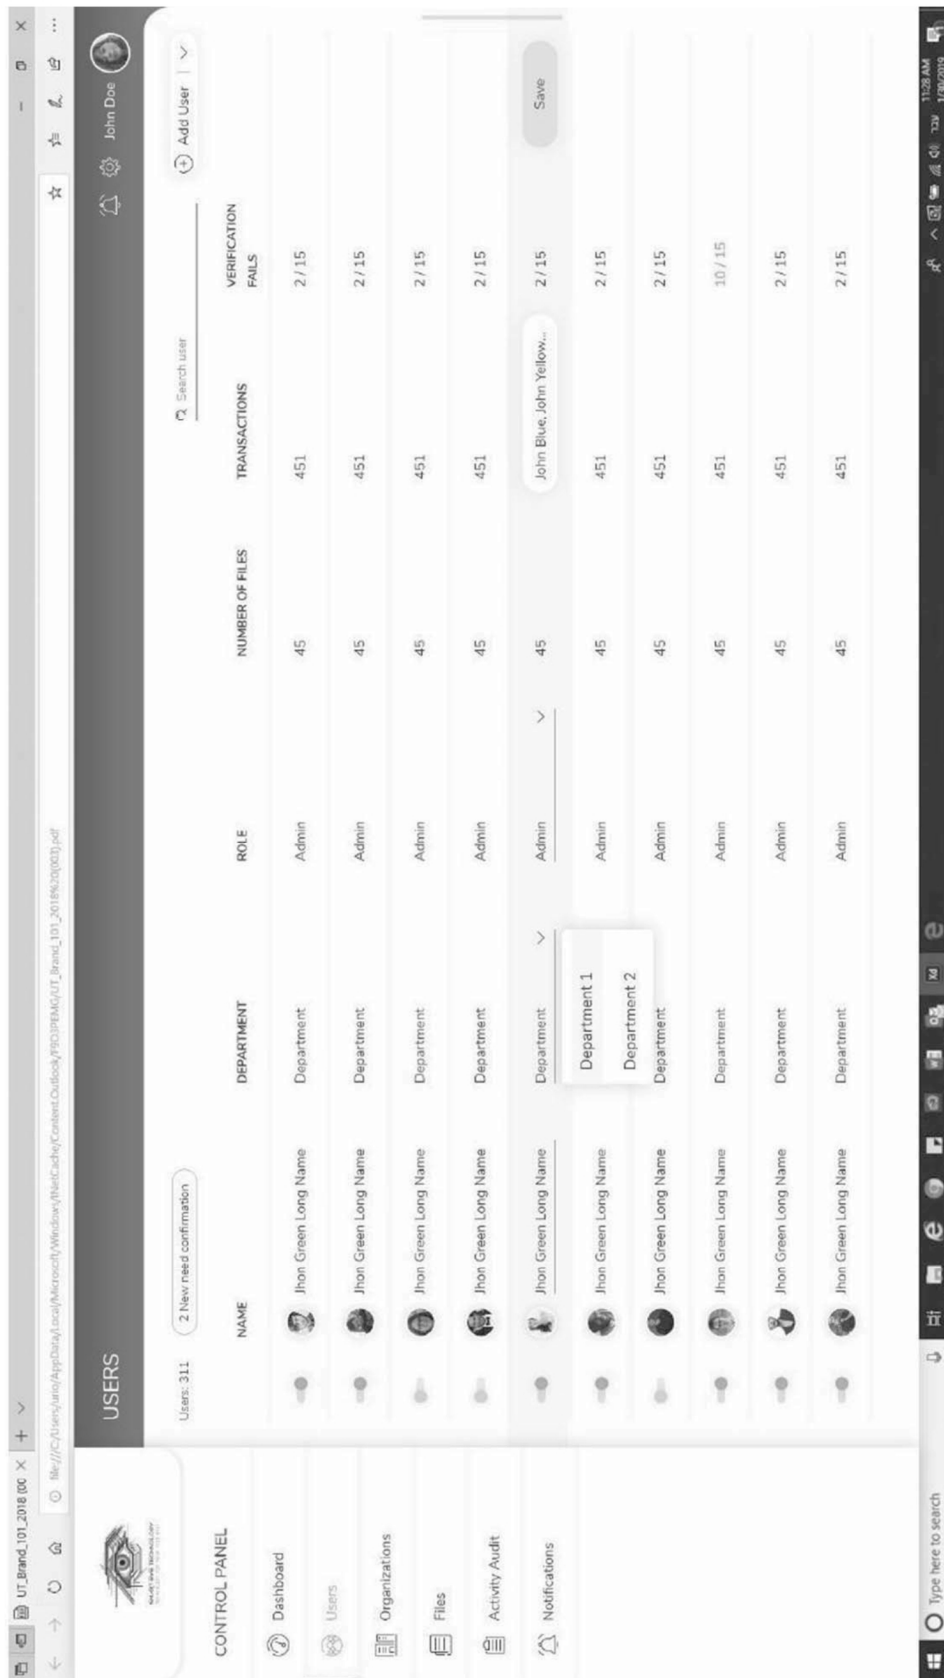 UT_Brand_101_2018 (00
USERS
John Doe
CONTROL PANEL
Dashboard
Users
Organizations
Files
Activity Audit
Notifications
Users: 311
2 New need confirmation
Search user
Add User
NAME DEPARTMENT ROLE NUMBER OF FILES TRANSACTIONS VERIFICATION FAILS
Jhon Green Long Name Department Admin 45 451 2 / 15
Jhon Green Long Name Department Admin 45 451 2 / 15
Jhon Green Long Name Department Admin 45 451 2 / 15
Jhon Green Long Name Department Admin 45 451 2 / 15
Jhon Green Long Name Department Admin 45 John Blue, John Yellow... 2 / 15 Save
Department 1
Department 2
Jhon Green Long Name Admin 45 451 2 / 15
Jhon Green Long Name Department Admin 45 451 2 / 15
Jhon Green Long Name Department Admin 45 451 10 / 15
Jhon Green Long Name Department Admin 45 451 2 / 15
Jhon Green Long Name Department Admin 45 451 2 / 15
Type here to search
עבר
11:28 AM
1/30/2019